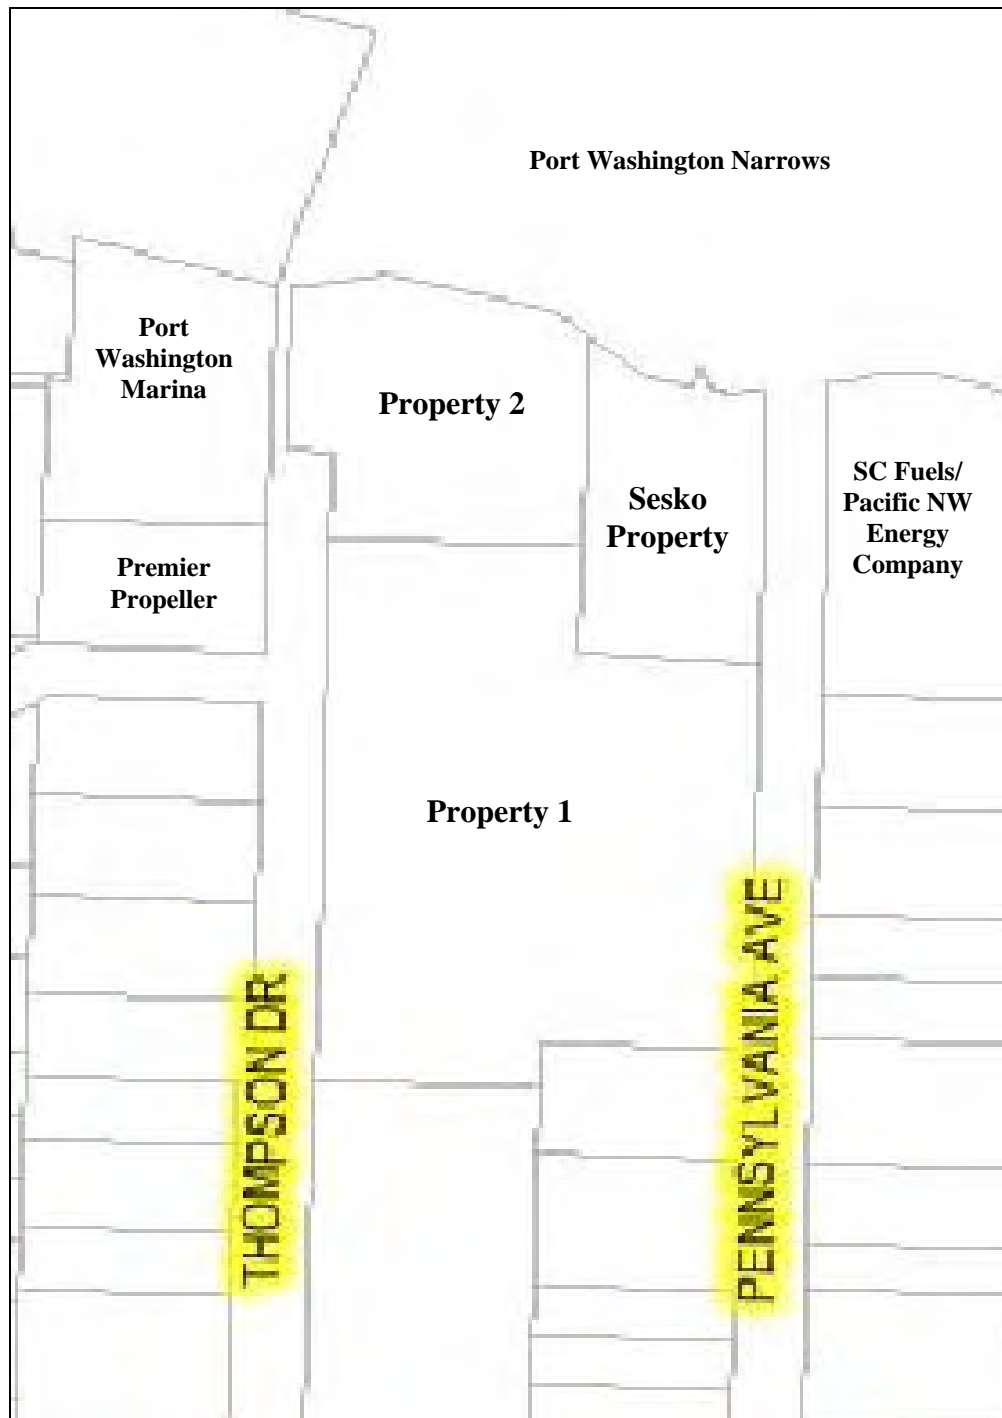 Port Washington Narrows
Port
Washington
Marina
Property 2
SC Fuels/
Pacific NW
Energy
Company
Sesko
Property
Premier
Propeller
Property 1
THOMPSON DR
PENNSYLVANIA AVE